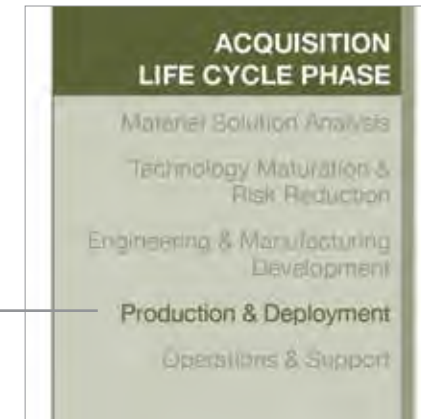 ACQUISITION
LIFE CYCLE PHASE
Materiel Solution Analysis
Technology Maturation &
Risk Reduction
Engineering & Manufacturing
Development
Production & Deployment
Operations & Support